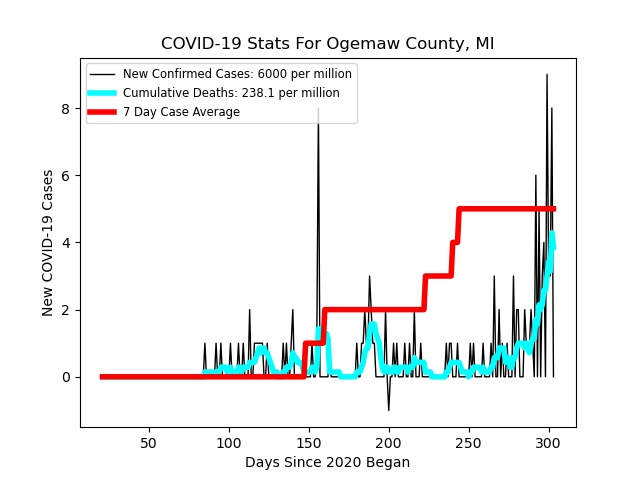 COVID-19 Stats For Ogemaw County, MI
New Confirmed Cases: 6000 per million
Cumulative Deaths: 238.1 per million
7 Day Case Average
New COVID-19 Cases
8
6
4
2
0
50 100 150 200 250 300
Days Since 2020 Began